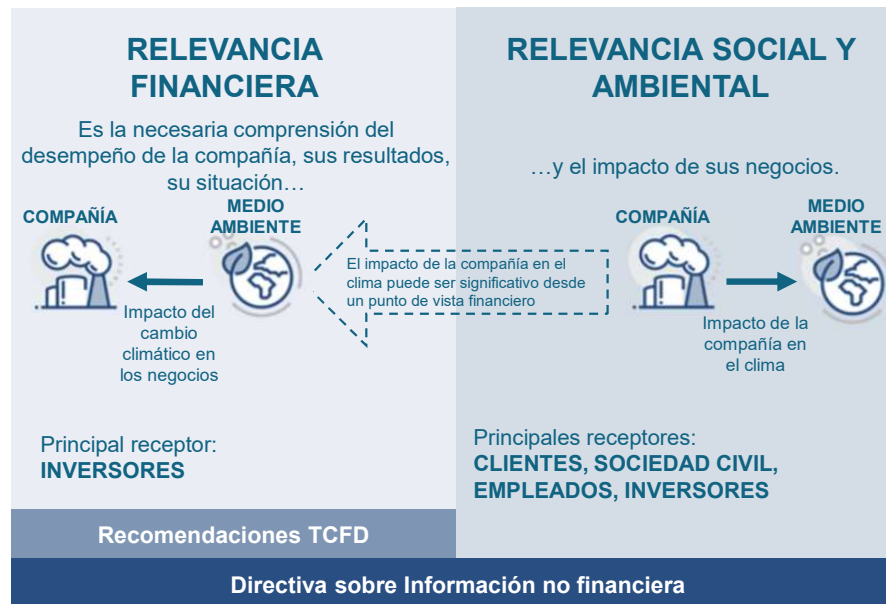 RELEVANCIA
FINANCIERA
Es la necesaria comprensión del
desempeño de la compañía, sus resultados,
su situación…
COMPAÑÍA
MEDIO
AMBIENTE
Impacto del
cambio
climático en
los negocios
El impacto de la compañía en el
clima puede ser significativo desde
un punto de vista financiero
Principal receptor:
INVERSORES
Recomendaciones TCFD
RELEVANCIA SOCIAL Y
AMBIENTAL
…y el impacto de sus negocios.
COMPAÑÍA
MEDIO
AMBIENTE
Impacto de la
compañía en
el clima
Principales receptores:
CLIENTES, SOCIEDAD CIVIL,
EMPLEADOS, INVERSORES
Directiva sobre Información no financiera